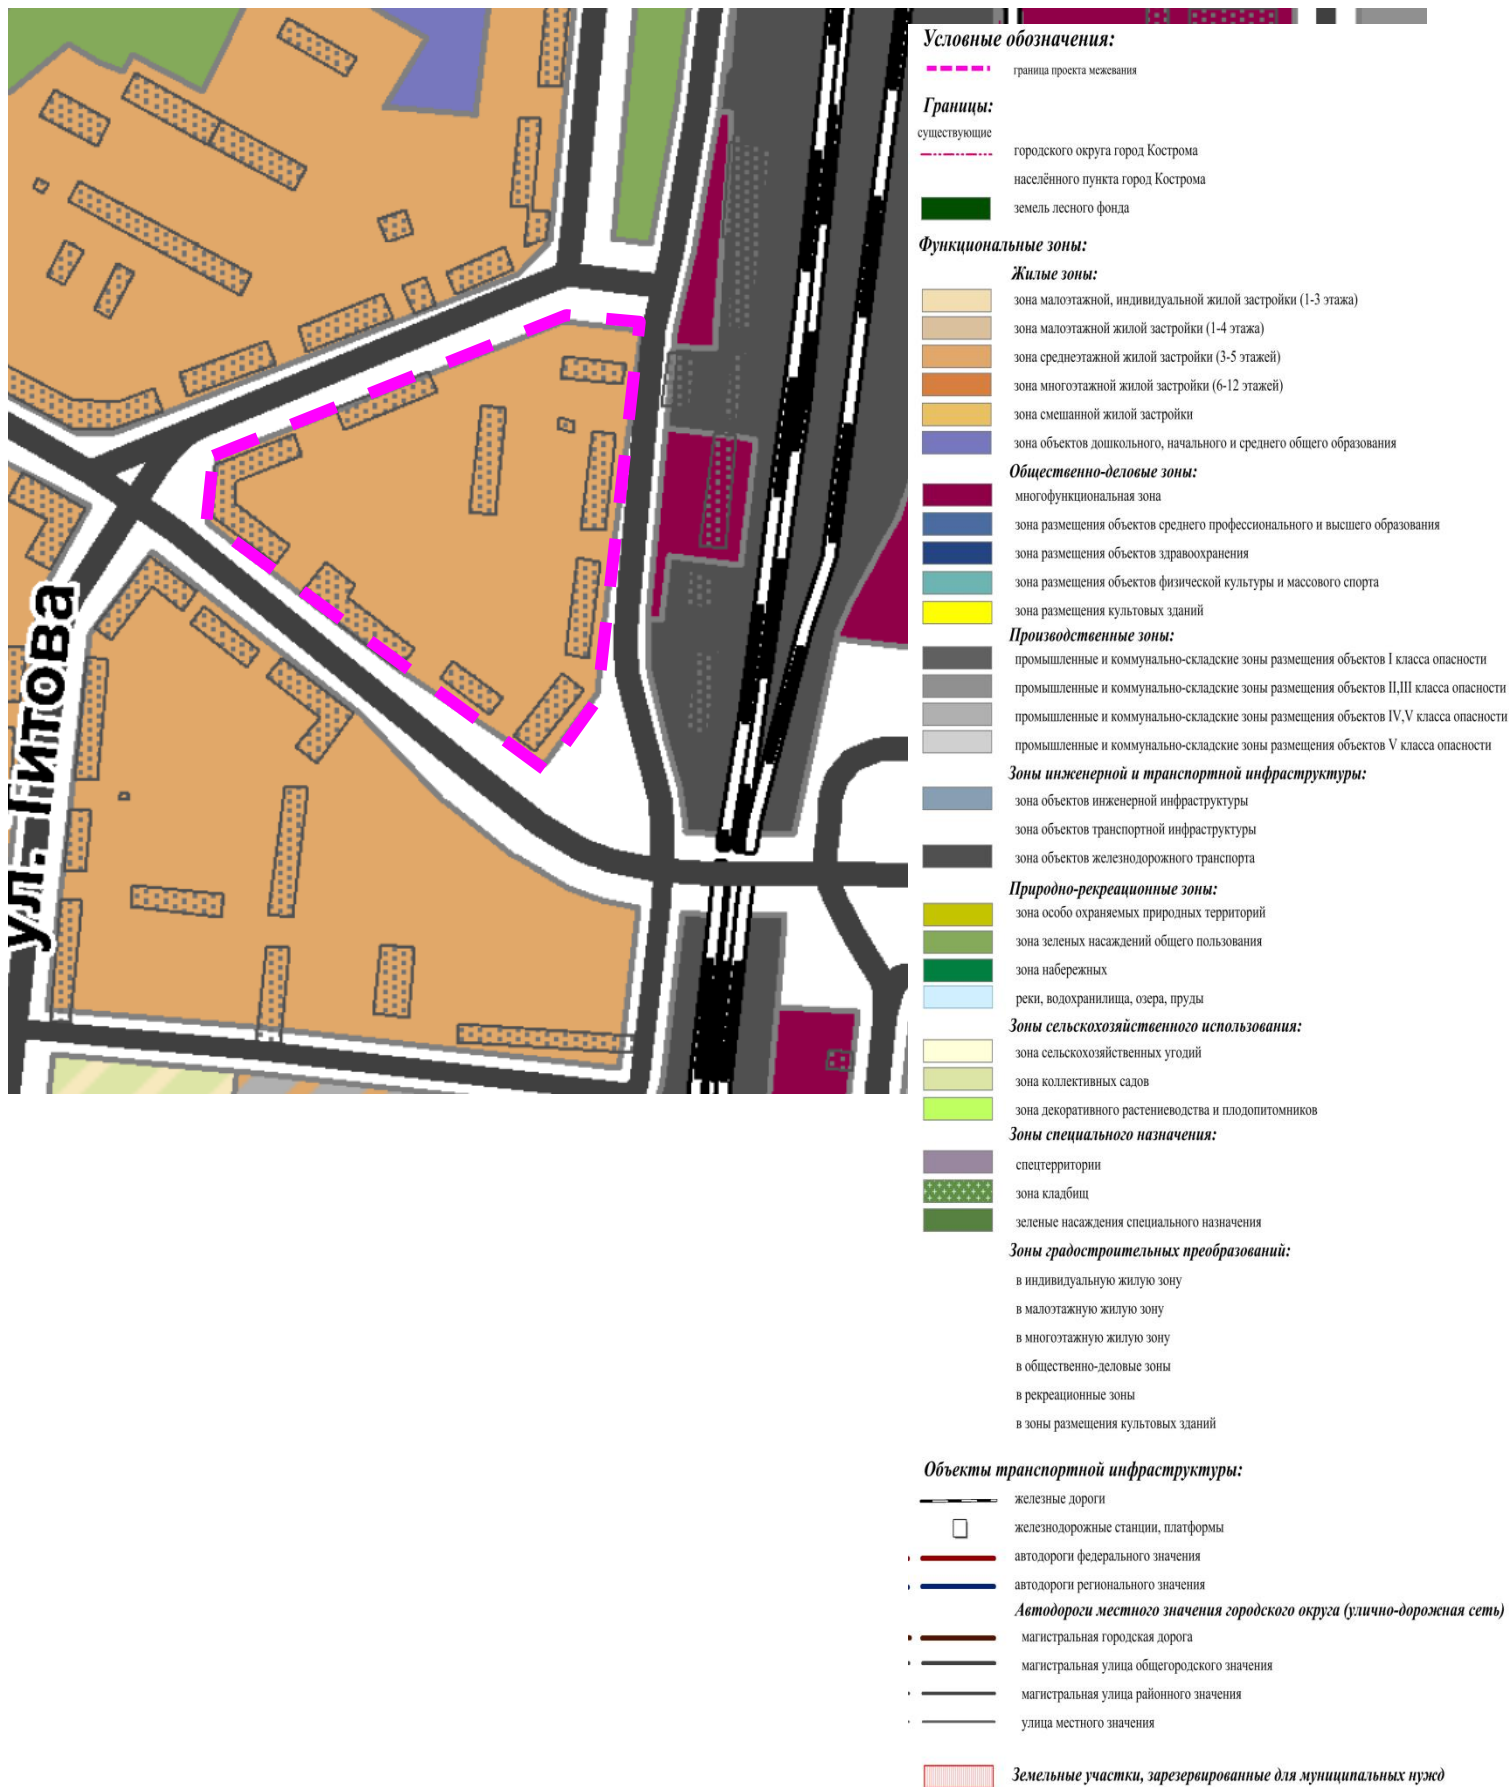 ул. Титова
Условные обозначения:
граница проекта межевания
Границы:
существующие
городского округа город Кострома
населённого пункта город Кострома
земель лесного фонда
Функциональные зоны:
Жилые зоны:
зона малоэтажной, индивидуальной жилой застройки (1-3 этажа)
зона малоэтажной жилой застройки (1-4 этажа)
зона среднеэтажной жилой застройки (3-5 этажей)
зона многоэтажной жилой застройки (6-12 этажей)
зона смешанной жилой застройки
зона объектов дошкольного, начального и среднего общего образования
Общественно-деловые зоны:
многофункциональная зона
зона размещения объектов среднего профессионального и высшего образования
зона размещения объектов здравоохранения
зона размещения объектов физической культуры и массового спорта
зона размещения культовых зданий
Производственные зоны:
промышленные и коммунально-складские зоны размещения объектов I класса опасности
промышленные и коммунально-складские зоны размещения объектов II,III класса опасности
промышленные и коммунально-складские зоны размещения объектов IV,V класса опасности
промышленные и коммунально-складские зоны размещения объектов V класса опасности
Зоны инженерной и транспортной инфраструктуры:
зона объектов инженерной инфраструктуры
зона объектов транспортной инфраструктуры
зона объектов железнодорожного транспорта
Природно-рекреационные зоны:
зона особо охраняемых природных территорий
зона зеленых насаждений общего пользования
зона набережных
реки, водохранилища, озера, пруды
Зоны сельскохозяйственного использования:
зона сельскохозяйственных угодий
зона коллективных садов
зона декоративного растениеводства и плодопитомников
Зоны специального назначения:
спецтерритории
зона кладбищ
зеленые насаждения специального назначения
Зоны градостроительных преобразований:
в индивидуальную жилую зону
в малоэтажную жилую зону
в многоэтажную жилую зону
в общественно-деловые зоны
в рекреационные зоны
в зоны размещения культовых зданий
Объекты транспортной инфраструктуры:
железные дороги
железнодорожные станции, платформы
автодороги федерального значения
автодороги регионального значения
Автодороги местного значения городского округа (улично-дорожная сеть)
магистральная городская дорога
магистральная улица общегородского значения
магистральная улица районного значения
улица местного значения
Земельные участки, зарезервированные для муниципальных нужд